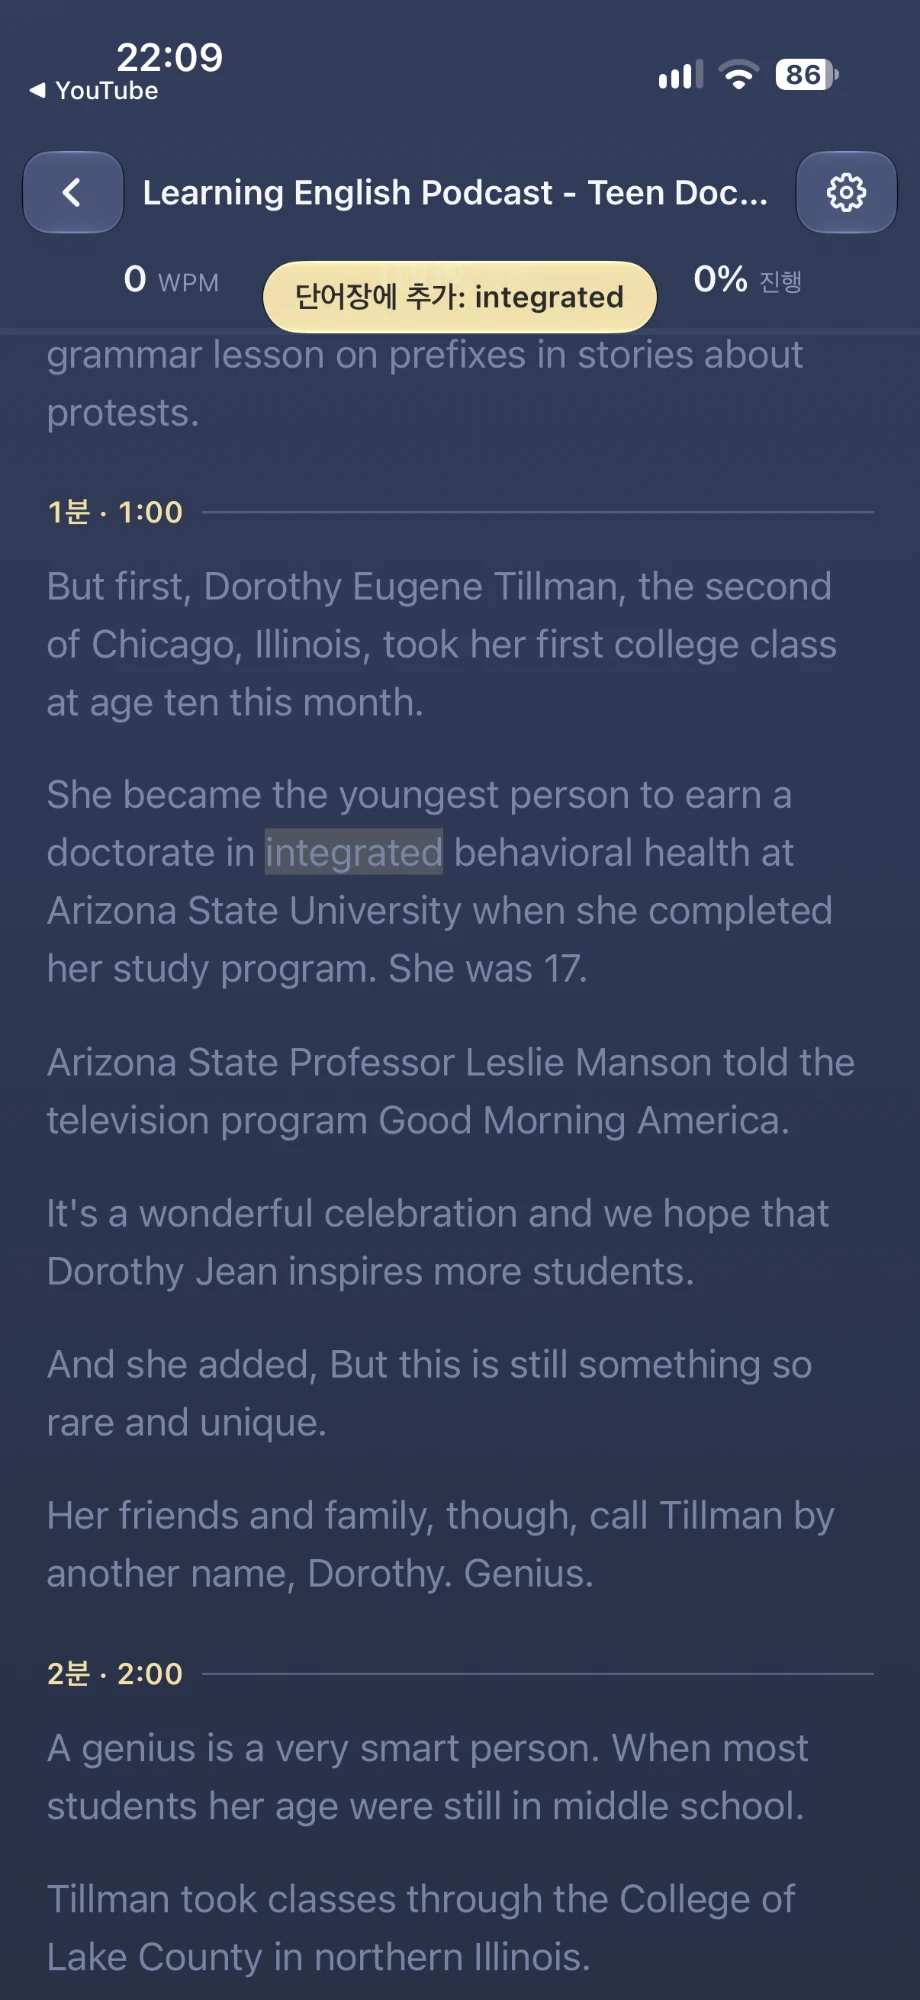 22:09
86
◀ YouTube
Learning English Podcast - Teen Doc...
0 WPM
단어장에 추가: integrated
0% 진행
grammar lesson on prefixes in stories about
protests.
1분 · 1:00
But first, Dorothy Eugene Tillman, the second
of Chicago, Illinois, took her first college class
at age ten this month.
She became the youngest person to earn a
doctorate in integrated behavioral health at
Arizona State University when she completed
her study program. She was 17.
Arizona State Professor Leslie Manson told the
television program Good Morning America.
It's a wonderful celebration and we hope that
Dorothy Jean inspires more students.
And she added, But this is still something so
rare and unique.
Her friends and family, though, call Tillman by
another name, Dorothy. Genius.
2분 · 2:00
A genius is a very smart person. When most
students her age were still in middle school.
Tillman took classes through the College of
Lake County in northern Illinois.